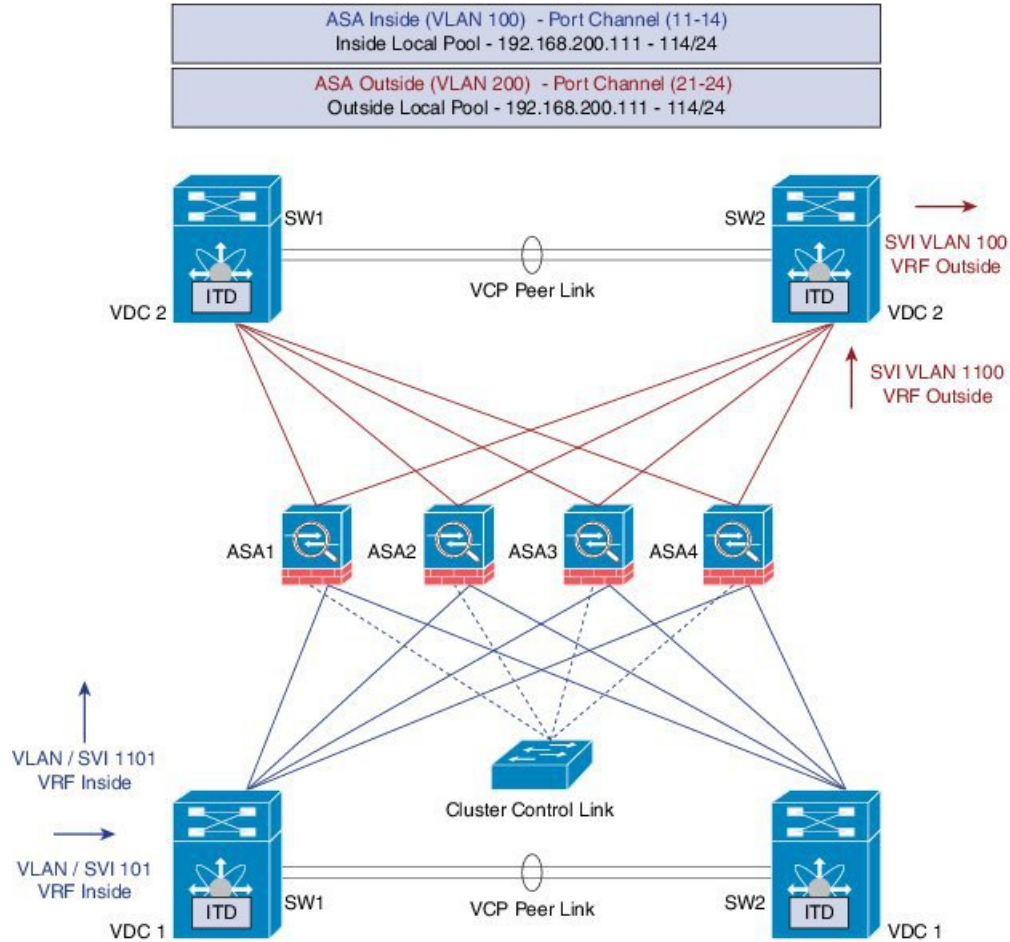 ASA Inside (VLAN 100) - Port Channel (11-14)
Inside Local Pool - 192.168.200.111 - 114/24
ASA Outside (VLAN 200) - Port Channel (21-24)
Outside Local Pool - 192.168.200.111 - 114/24
SW1
SW2
ITD
ITD
VCP Peer Link
VDC 2
VDC 2
SVI VLAN 100
VRF Outside
SVI VLAN 1100
VRF Outside
ASA1
ASA2
ASA3
ASA4
VLAN / SVI 1101
VRF Inside
Cluster Control Link
VLAN / SVI 101
VRF Inside
ITD
ITD
SW1
SW2
VCP Peer Link
VDC 1
VDC 1